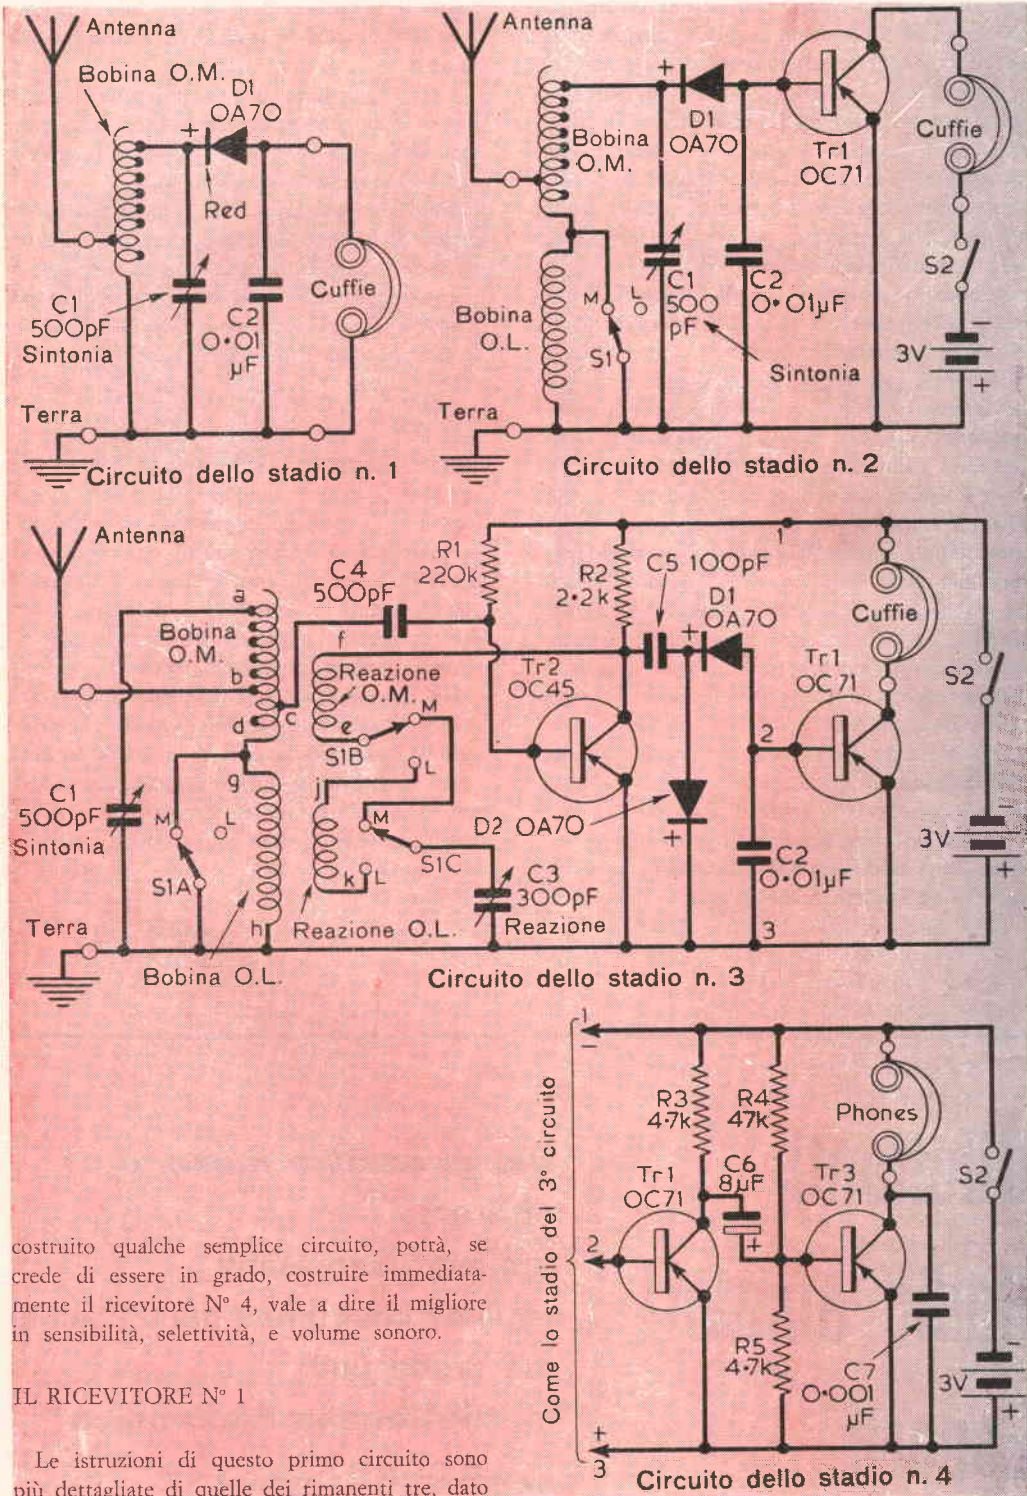 Antenna
Bobina O.M.
D1
OA70
+
Red
C1
500pF
Sintonia
C2
0·01
µF
Cuffie
Terra
Circuito dello stadio n. 1
Antenna
Bobina
O.M.
+
D1
OA70
Tr1
OC71
Cuffie
S2
Bobina
O.L.
M
L
S1
C1
500
pF
C2
0·01µF
Sintonia
3V
−
+
Terra
Circuito dello stadio n. 2
Antenna
a
Bobina
O.M.
b
c
d
g
h
C4
500pF
R1
220k
R2
2·2k
1
C5 100pF
D1
OA70
+
Cuffie
f
Reazione
O.M.
e
M
S1B
L
j
M
S1C
k
L
Tr2
OC45
Tr1
OC71
2
S2
C1
500pF
Sintonia
M
L
S1A
D2 OA70
+
C2
0·01µF
3V
−
+
C3
300pF
Reazione
Reazione O.L.
3
Terra
Bobina O.L.
Circuito dello stadio n. 3
Come lo stadio del 3° circuito
1
−
R3
4·7k
R4
47k
Phones
C6
8µF
+
Tr1
OC71
Tr3
OC71
S2
2
R5
4·7k
C7
0·001
µF
3V
−
+
+
3
Circuito dello stadio n. 4
costruito qualche semplice circuito, potrà, se
crede di essere in grado, costruire immediata-
mente il ricevitore N° 4, vale a dire il migliore
in sensibilità, selettività, e volume sonoro.
IL RICEVITORE N° 1
Le istruzioni di questo primo circuito sono
più dettagliate di quelle dei rimanenti tre, dato